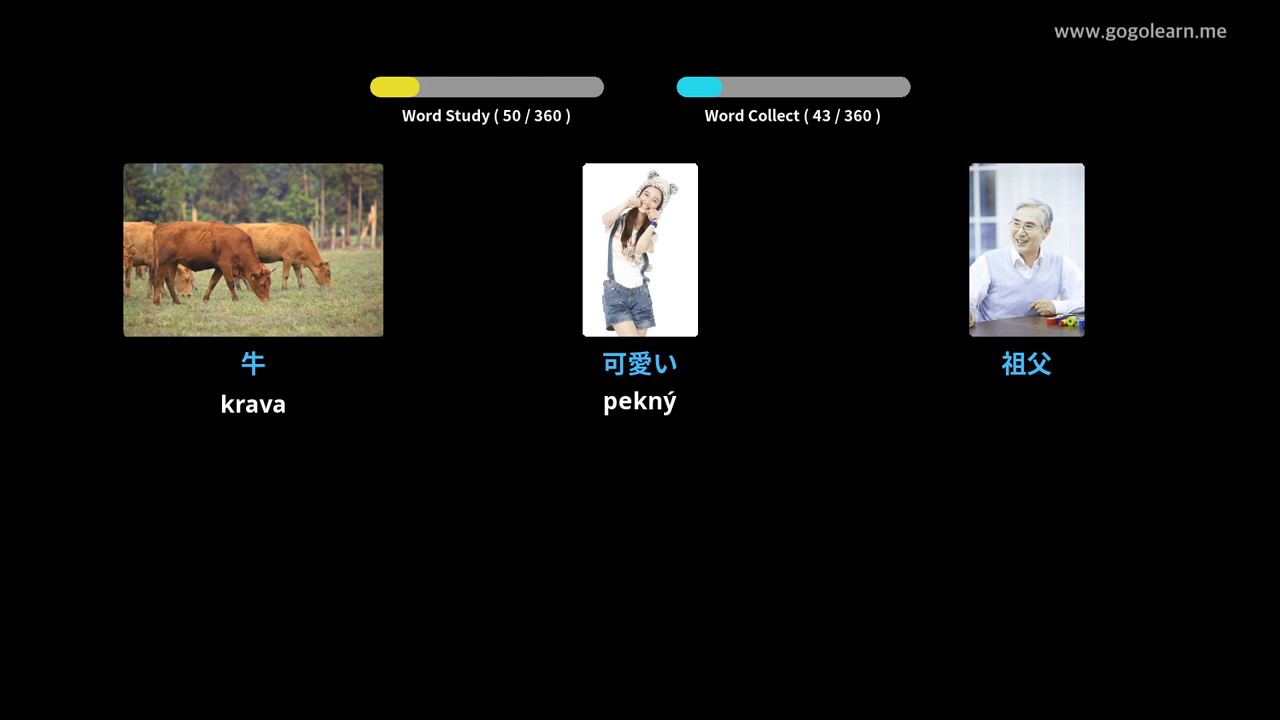 www.gogolearn.me
Word Study ( 50 / 360 )
Word Collect ( 43 / 360 )
牛
krava
可愛い
pekný
祖父